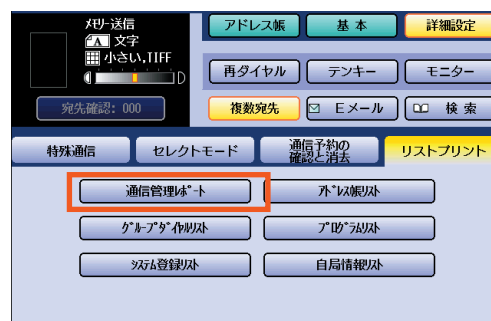 ﾒﾓﾘｰ送信
A 文字
小さい,TIFF
D
宛先確認: 000
アドレス帳
基 本
詳細設定
再ダイヤル
テンキー
モニター
複数宛先
Eメール
検 索
特殊通信
セレクトモード
通信予約の
確認と消去
リストプリント
通信管理ﾚﾎﾟｰﾄ
ｱﾄﾞﾚｽ帳ﾘｽﾄ
ｸﾞﾙｰﾌﾟﾀﾞｲﾔﾙﾘｽﾄ
ﾌﾟﾛｸﾞﾗﾑﾘｽﾄ
ｼｽﾃﾑ登録ﾘｽﾄ
自局情報ﾘｽﾄ